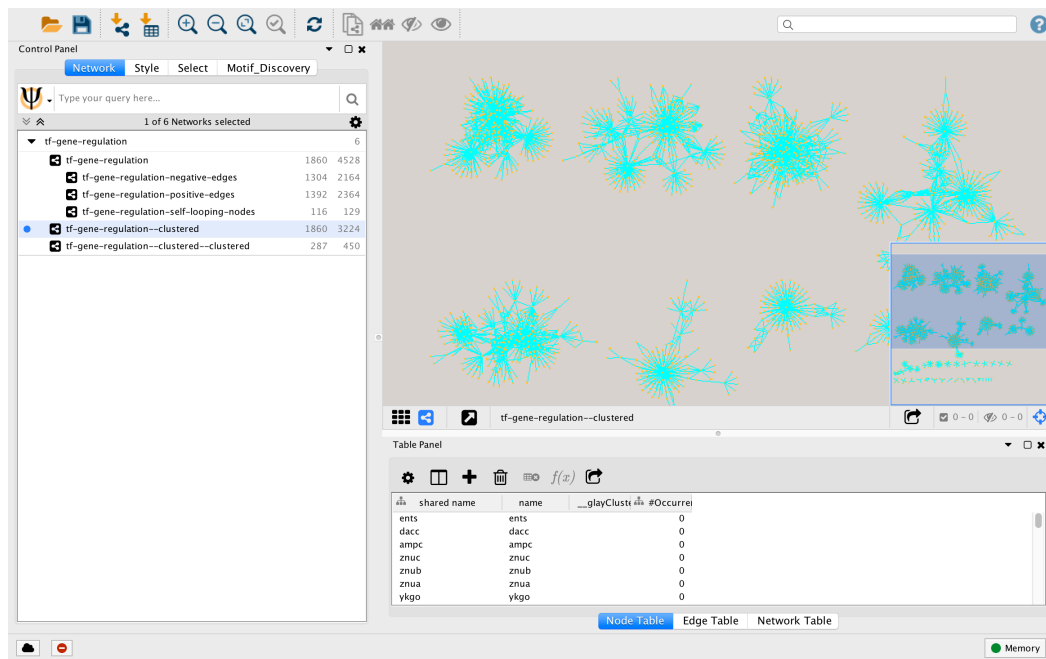 Control Panel
Network Style Select Motif_Discovery
Type your query here...
1 of 6 Networks selected
tf-gene-regulation 6
tf-gene-regulation 1860 4528
tf-gene-regulation-negative-edges 1304 2164
tf-gene-regulation-positive-edges 1392 2364
tf-gene-regulation-self-looping-nodes 116 129
tf-gene-regulation--clustered 1860 3224
tf-gene-regulation--clustered--clustered 287 450
tf-gene-regulation--clustered 0 - 0 0 - 0
Table Panel
f(x)
shared name name __glayCluste #Occurrei
ents ents 0
dacc dacc 0
ampc ampc 0
znuc znuc 0
znub znub 0
znua znua 0
ykgo ykgo 0
Node Table Edge Table Network Table
Memory